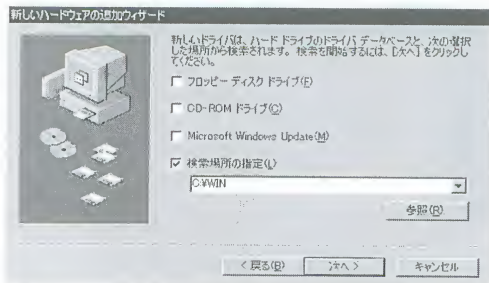 新しいハードウェアの追加ウィザード
新しいドライバは、ハード ドライブのドライバ データベースと、次の選択
した場所から検索されます。検索を開始するには、[次へ] をクリックし
てください。
フロッピー ディスク ドライブ(F)
CD-ROM ドライブ(C)
Microsoft Windows Update(M)
検索場所の指定(L)
C:¥WIN
参照(R)
< 戻る(B)
次へ >
キャンセル